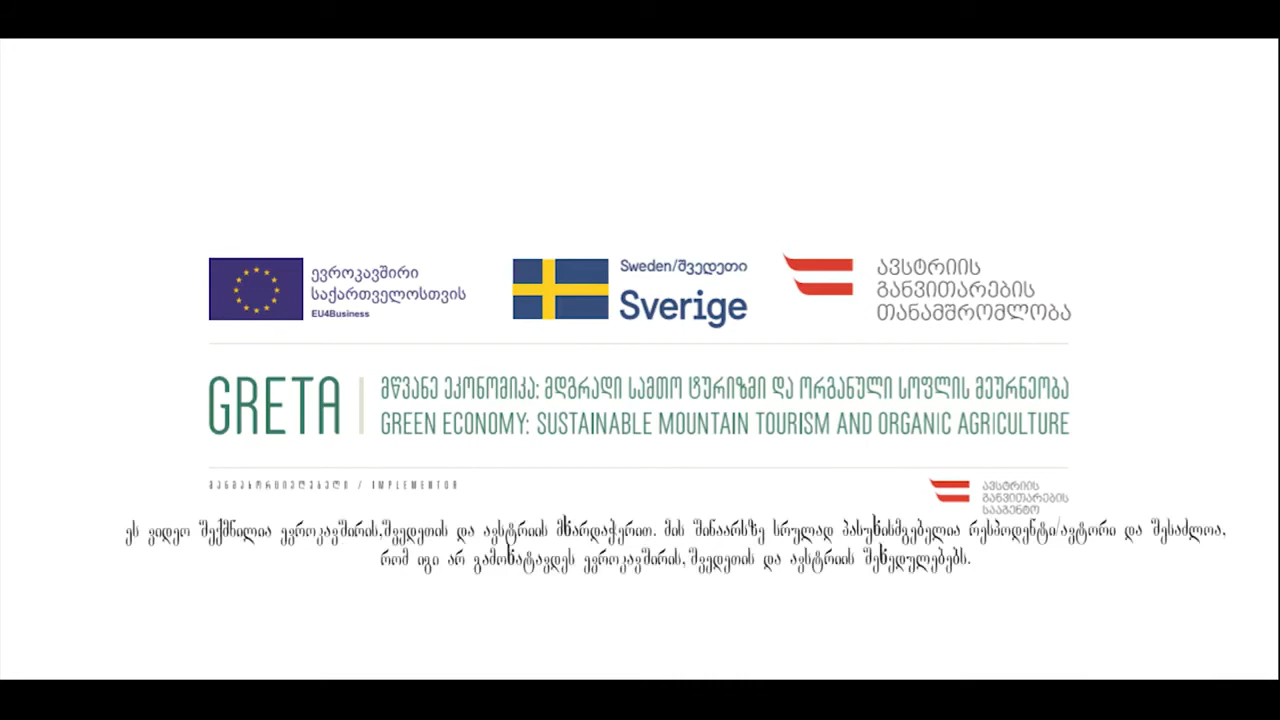 ევროკავშირი
საქართველოსთვის
EU4Business
Sweden/შვედეთი
Sverige
ავსტრიის
განვითარების
თანამშრომლობა
GRETA
მწვანე ეკონომიკა: მდგრადი სამთო ტურიზმი და ორგანული სოფლის მეურნეობა
GREEN ECONOMY: SUSTAINABLE MOUNTAIN TOURISM AND ORGANIC AGRICULTURE
განმახორციელებელი / IMPLEMENTOR
ავსტრიის
განვითარების
სააგენტო
ეს ვიდეო შექმნილია ევროკავშირის,შვედეთის და ავსტრიის მხარდაჭერით. მის შინაარსზე სრულად პასუხისმგებელია რესპოდენტი/ავტორი და შესაძლოა,
რომ იგი არ გამოხატავდეს ევროკავშირის,შვედეთის და ავსტრიის შეხედულებებს.